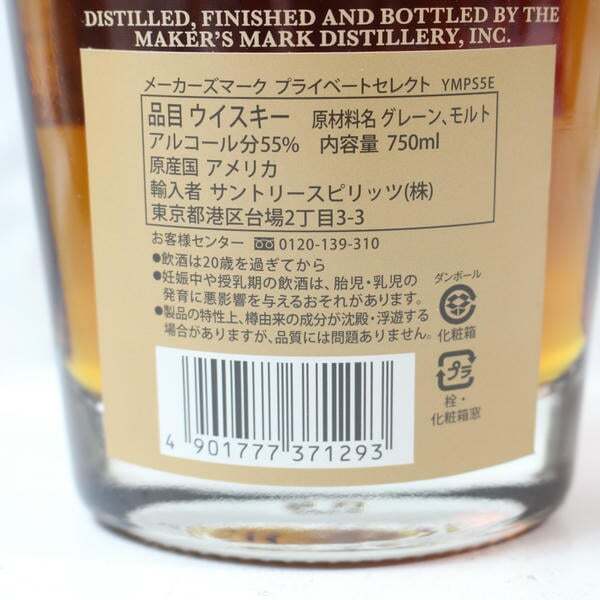 DISTILLED, FINISHED AND BOTTLED BY THE
MAKER'S MARK DISTILLERY, INC.
メーカーズマーク プライベートセレクト YMPS5E
品目 ウイスキー 原材料名 グレーン、モルト
アルコール分55% 内容量 750ml
原産国 アメリカ
輸入者 サントリースピリッツ(株)
東京都港区台場2丁目3-3
お客様センター 0120-139-310
●飲酒は20歳を過ぎてから
●妊娠中や授乳期の飲酒は、胎児・乳児の
発育に悪影響を与えるおそれがあります。
●製品の特性上、樽由来の成分が沈殿・浮遊する
場合がありますが、品質には問題ありません。
ダンボール
化粧箱
プラ
栓・
化粧箱窓
4 901777 371293